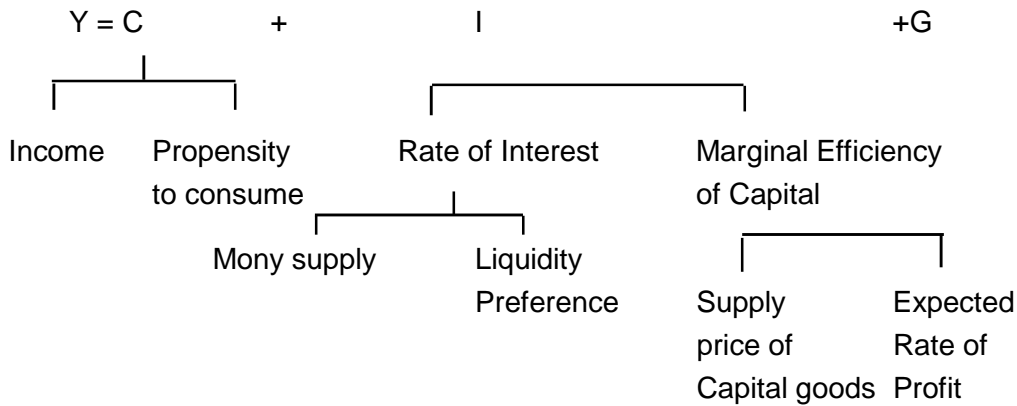 Y = C + I +G
Income Propensity to consume Rate of Interest Marginal Efficiency of Capital
Mony supply Liquidity Preference Supply price of Capital goods Expected Rate of Profit